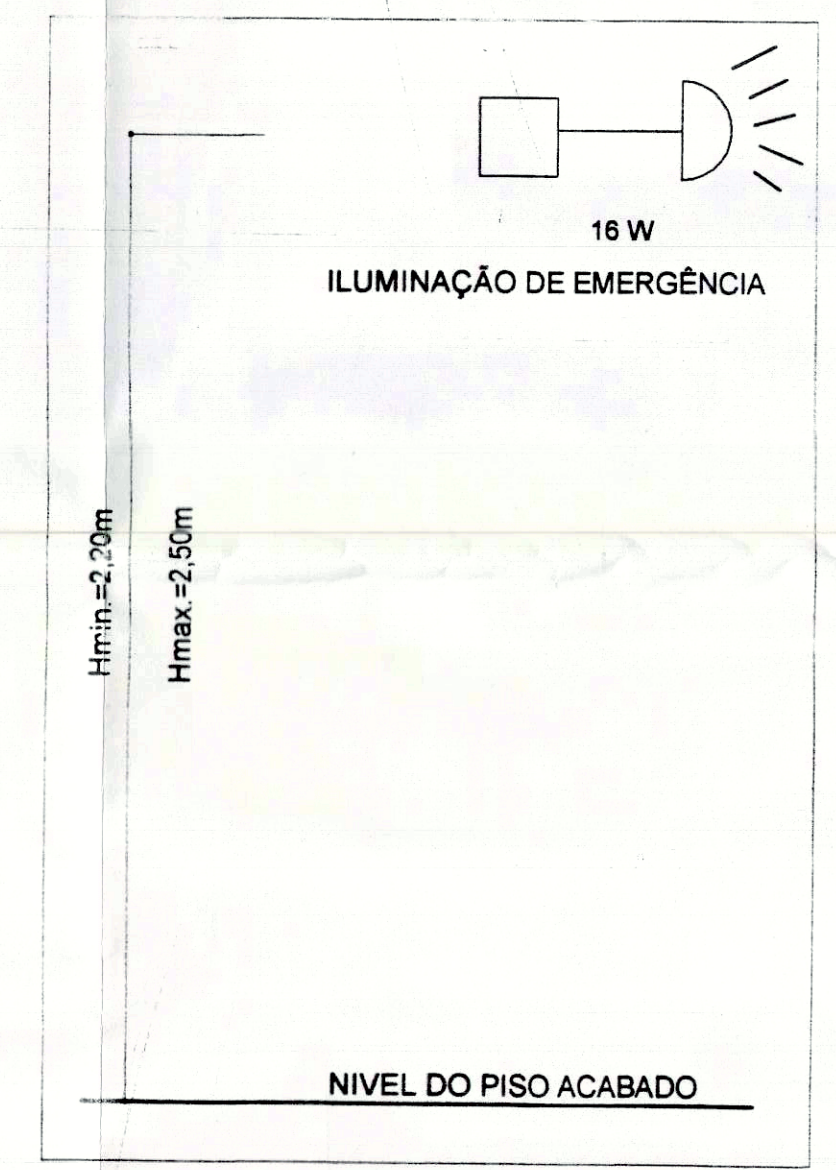 16 W
ILUMINAÇÃO DE EMERGÊNCIA
Hmin.=2,20m
Hmax.=2,50m
NIVEL DO PISO ACABADO